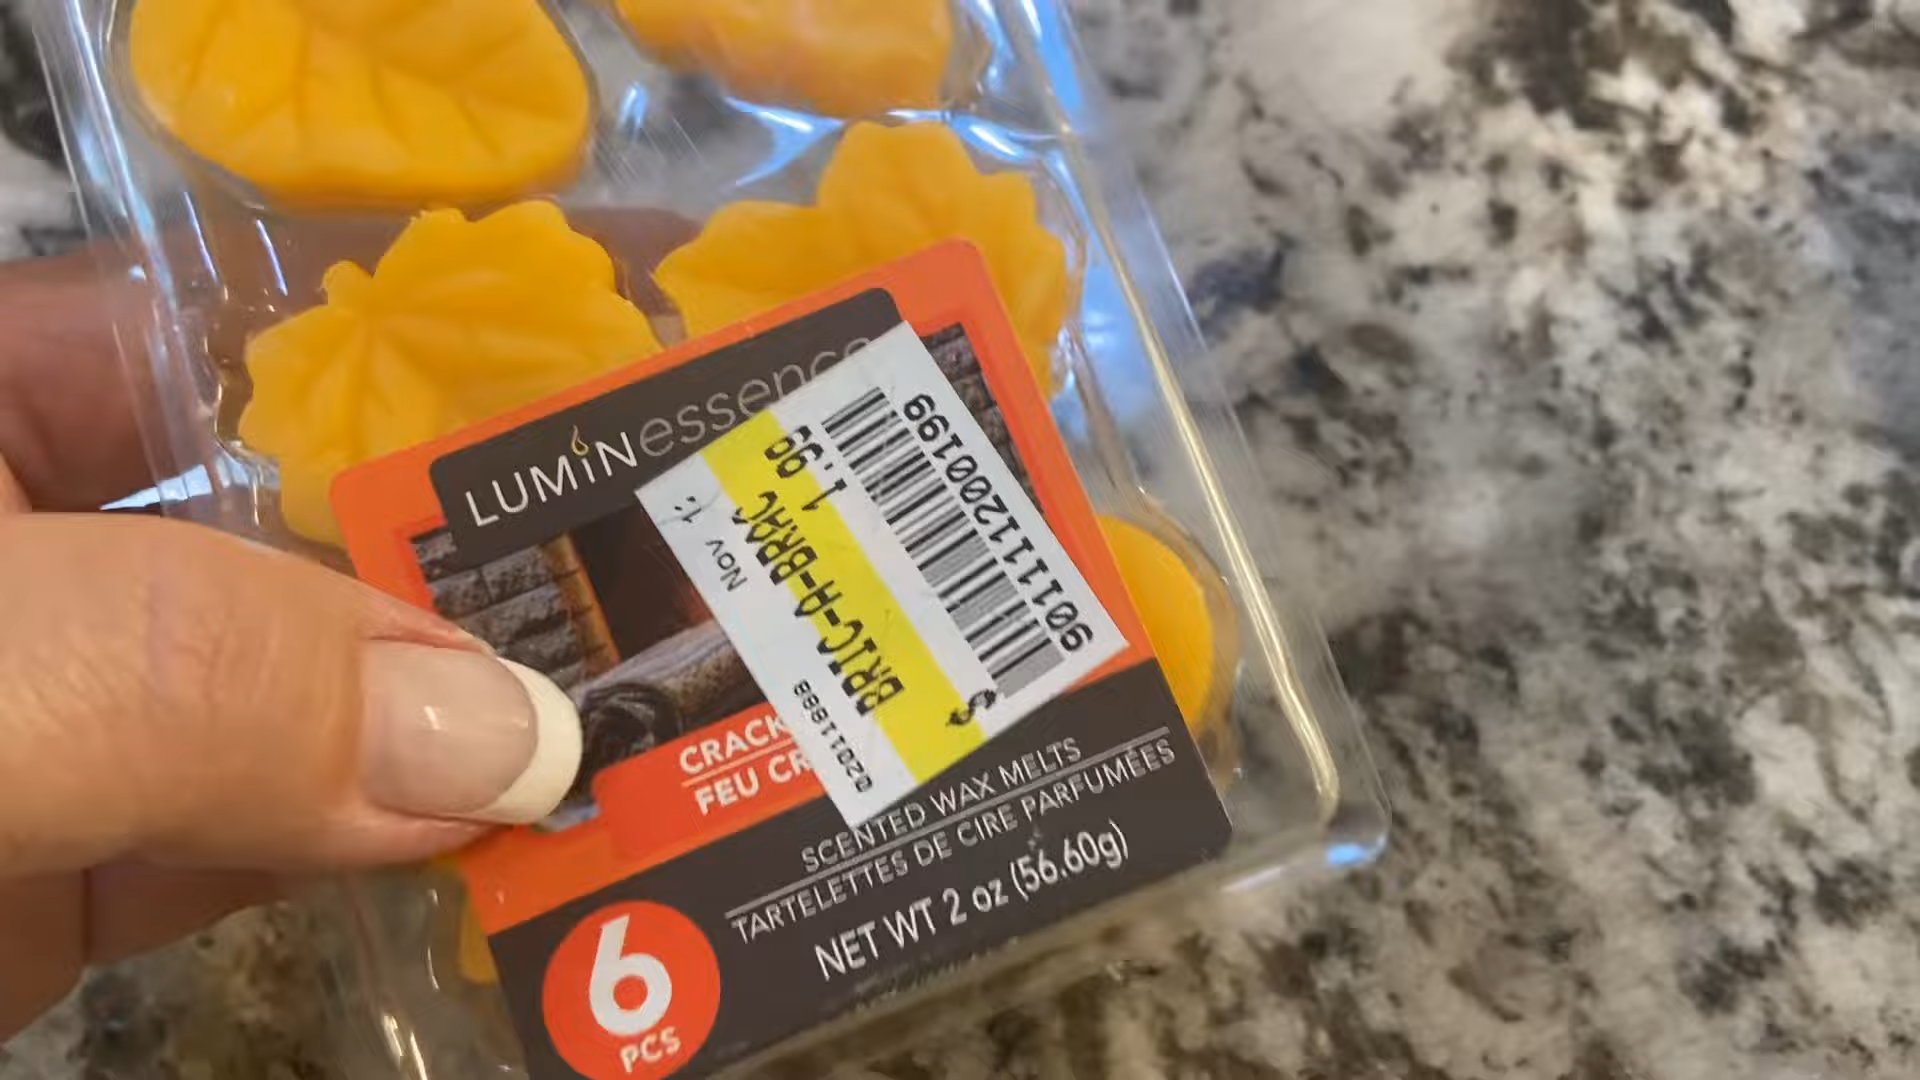 LUMINessence
901111200199
$ 1.99
BRIC-A-BRAC
Nov
02011888
CRACK
FEU CR
SCENTED WAX MELTS
TARTELETTES DE CIRE PARFUMÉES
NET WT 2 oz (56.60g)
6
PCS